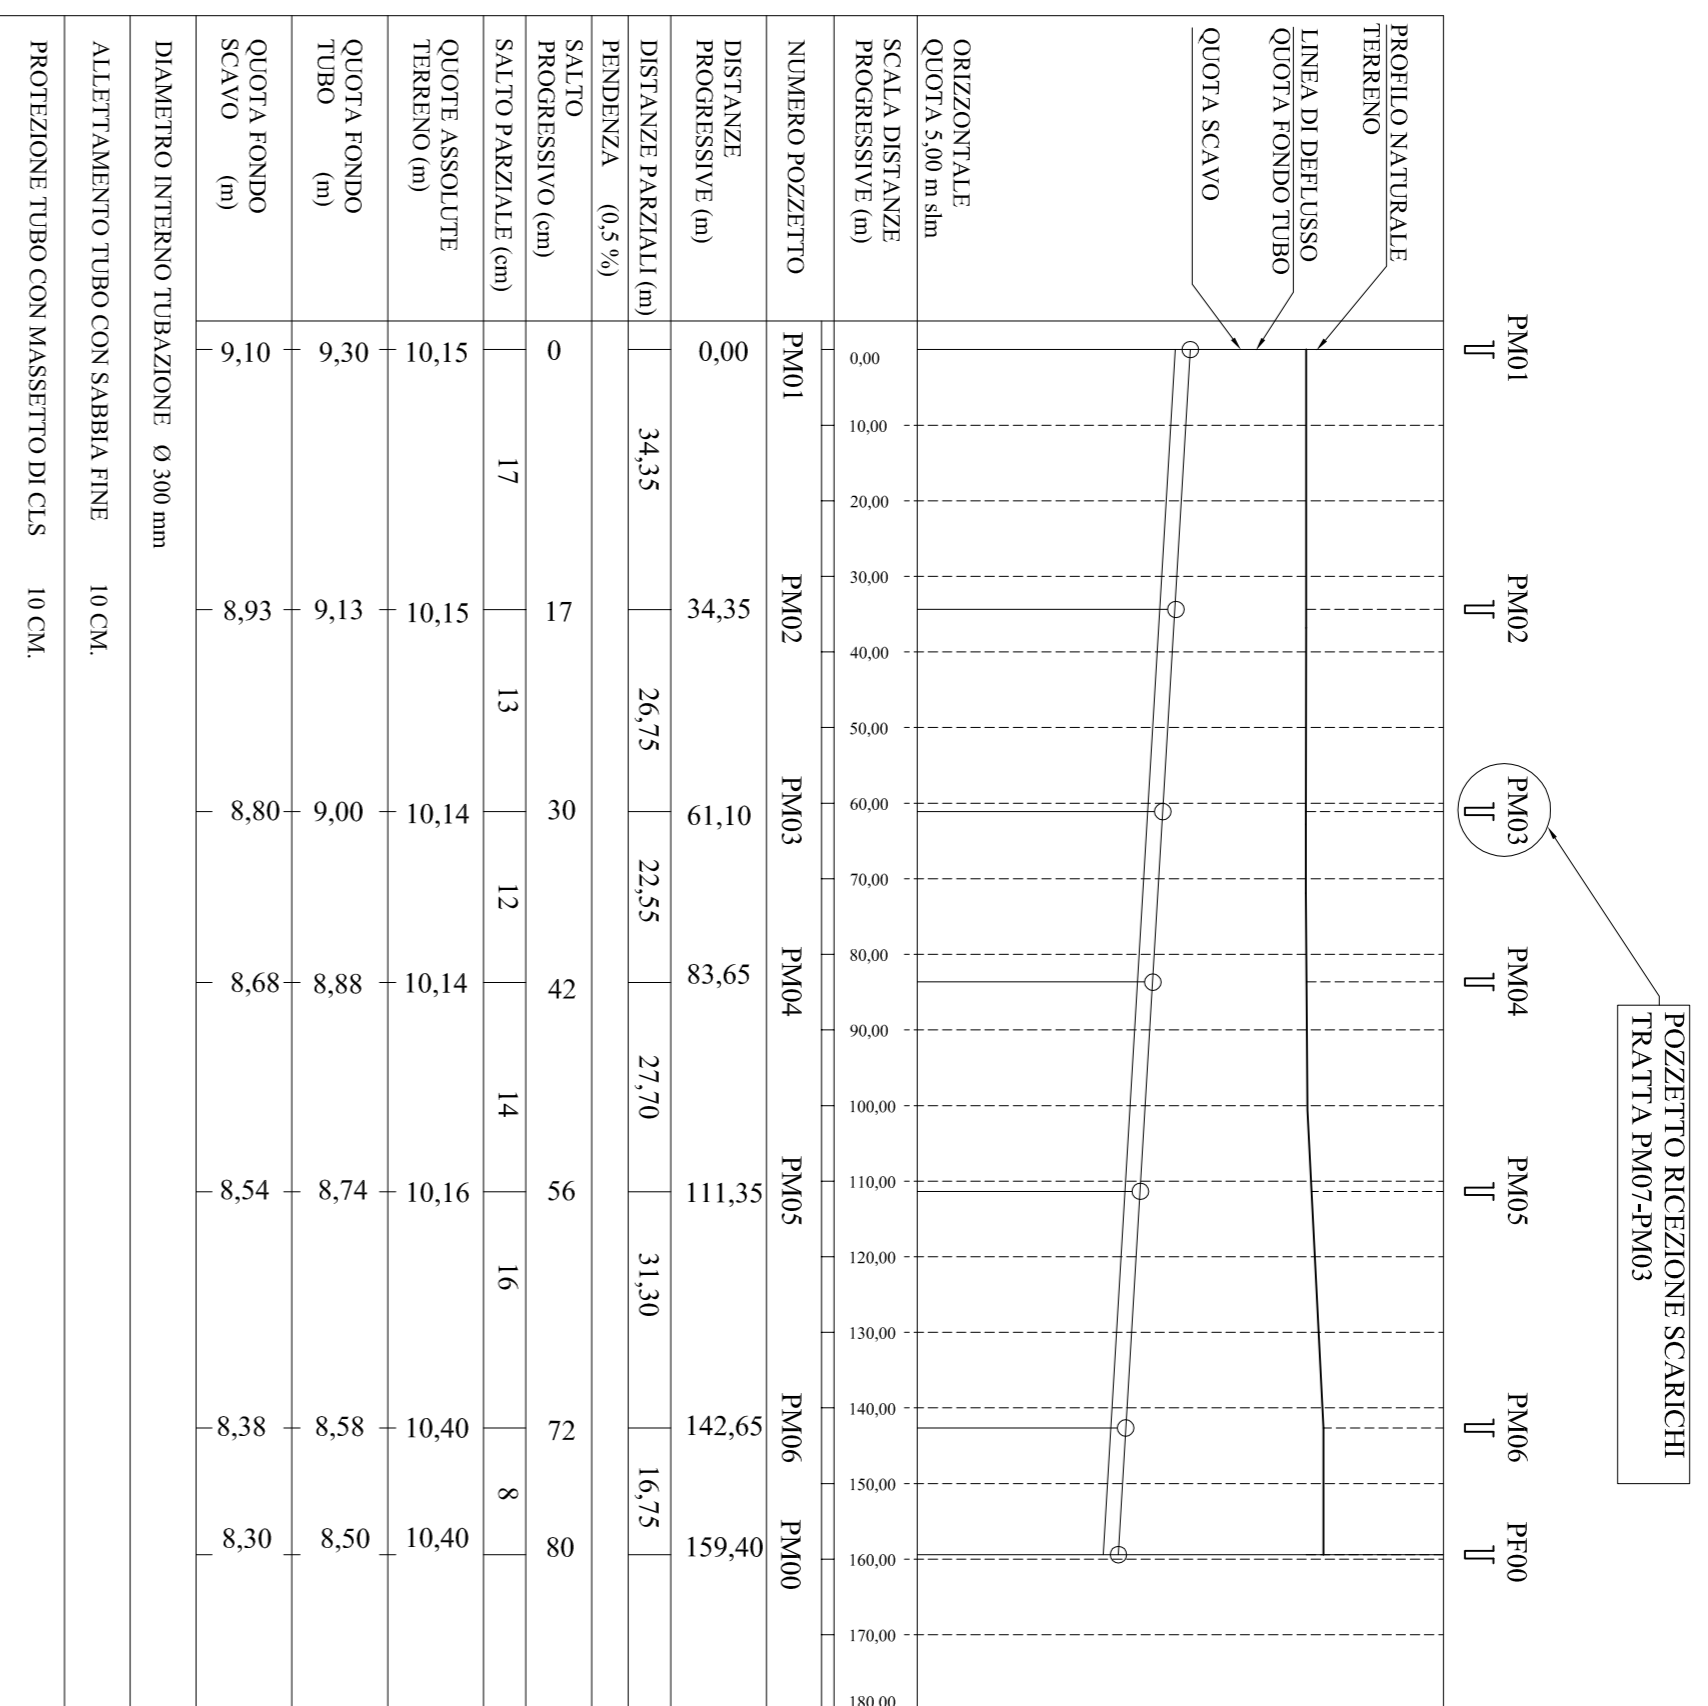 POZZETTO RICEZIONE SCARICHI
TRATTA PM07-PM03
PM01 PM02 PM03 PM04 PM05 PM06 PF00
PROFILO NATURALE
TERRENO
LINEA DI DEFLUSSO
QUOTA FONDO TUBO
QUOTA SCAVO
ORIZZONTALE
QUOTA 5,00 m slm
SCALA DISTANZE
PROGRESSIVE (m)
0,00 10,00 20,00 30,00 40,00 50,00 60,00 70,00 80,00 90,00 100,00 110,00 120,00 130,00 140,00 150,00 160,00 170,00 180,00
NUMERO POZZETTO
PM01 PM02 PM03 PM04 PM05 PM06 PM00
DISTANZE
PROGRESSIVE (m)
0,00 34,35 61,10 83,65 111,35 142,65 159,40
DISTANZE PARZIALI (m)
34,35 26,75 22,55 27,70 31,30 16,75
PENDENZA (0,5 %)
SALTO
PROGRESSIVO (cm)
0 17 30 42 56 72 80
SALTO PARZIALE (cm)
17 13 12 14 16 8
QUOTE ASSOLUTE
TERRENO (m)
10,15 10,15 10,14 10,14 10,16 10,40 10,40
QUOTA FONDO
TUBO (m)
9,30 9,13 9,00 8,88 8,74 8,58 8,50
QUOTA FONDO
SCAVO (m)
9,10 8,93 8,80 8,68 8,54 8,38 8,30
DIAMETRO INTERNO TUBAZIONE Ø 300 mm
ALLETTAMENTO TUBO CON SABBIA FINE 10 CM.
PROTEZIONE TUBO CON MASSETTO DI CLS 10 CM.